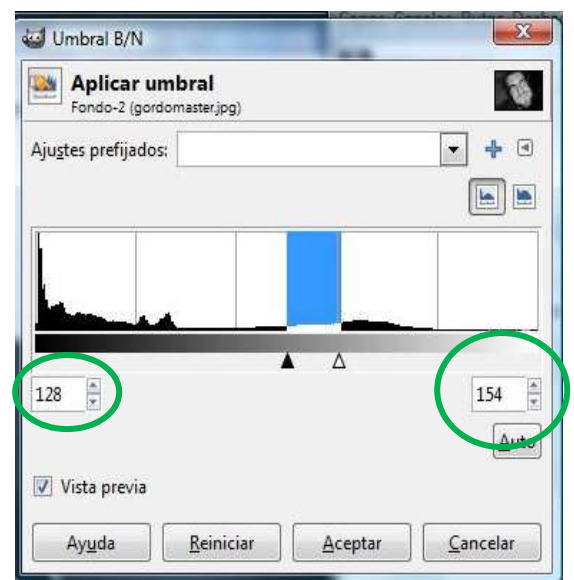 Umbral B/N
Aplicar umbral
Fondo-2 (gordomaster.jpg)
Ajustes prefijados:
128
154
Auto
Vista previa
Ayuda Reiniciar Aceptar Cancelar